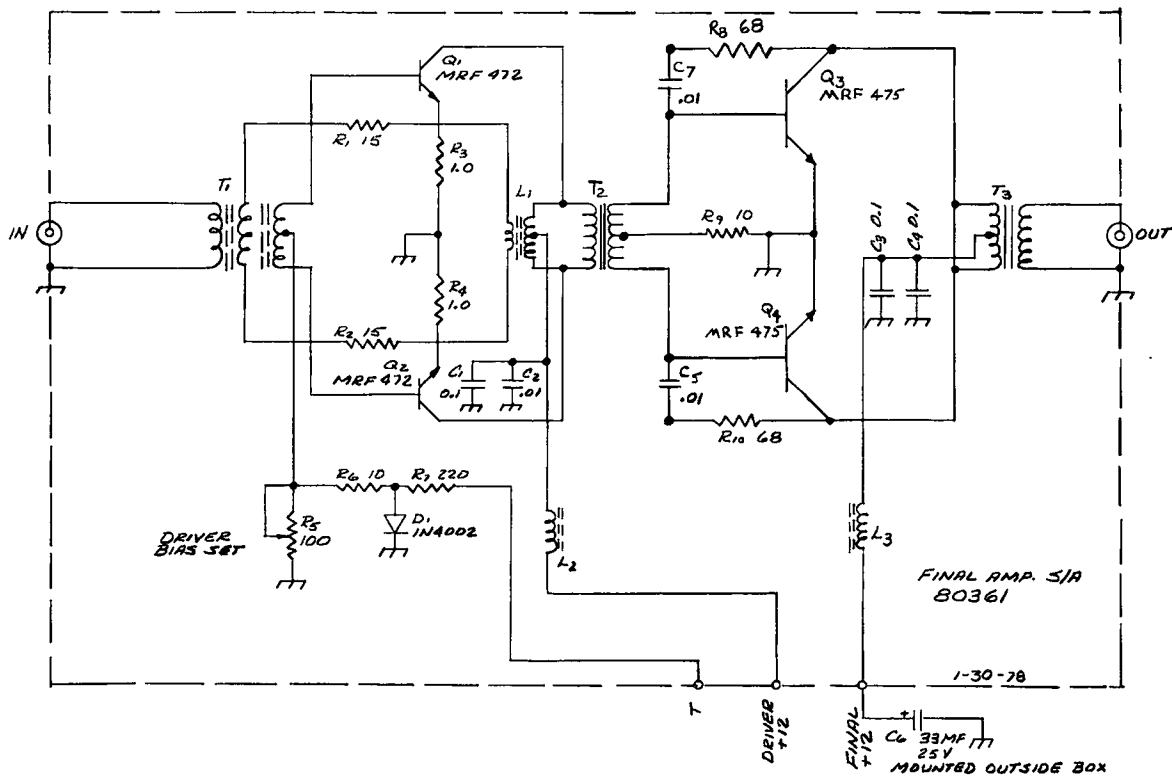 R8 68
C7
.01
Q1
MRF 472
Q3
MRF 475
R1 15
R3
1.0
T1
L1
T2
R9 10
T3
IN
OUT
C3 0.1
C4 0.1
R4
1.0
R2 15
Q4
MRF 475
Q2
MRF 472
C1
0.1
C2
.01
C5
.01
R10 68
R6 10
R7 220
R5
100
D1
1N4002
DRIVER
BIAS SET
L2
L3
FINAL AMP. S/A
80361
1-30-78
T
DRIVER
+12
FINAL
+12
+
C6
33MF
25V
MOUNTED OUTSIDE BOX